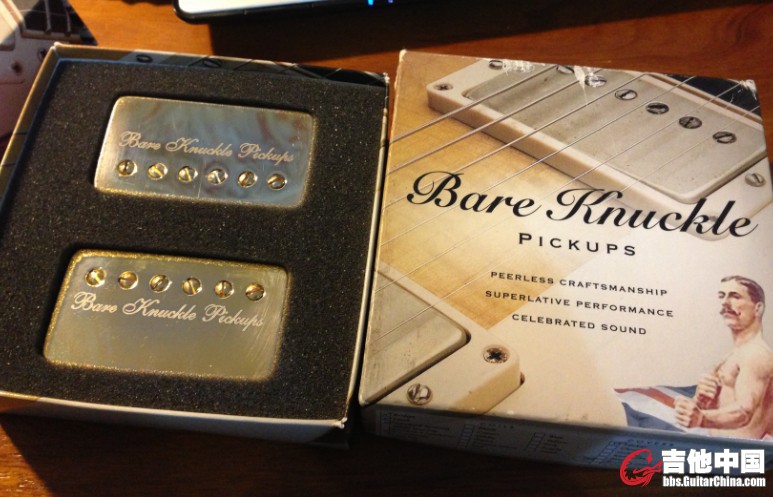 Bare Knuckle Pickups
Bare Knuckle Pickups
Bare Knuckle
PICKUPS
PEERLESS CRAFTSMANSHIP
SUPERLATIVE PERFORMANCE
CELEBRATED SOUND
吉他中国
bbs.GuitarChina.com